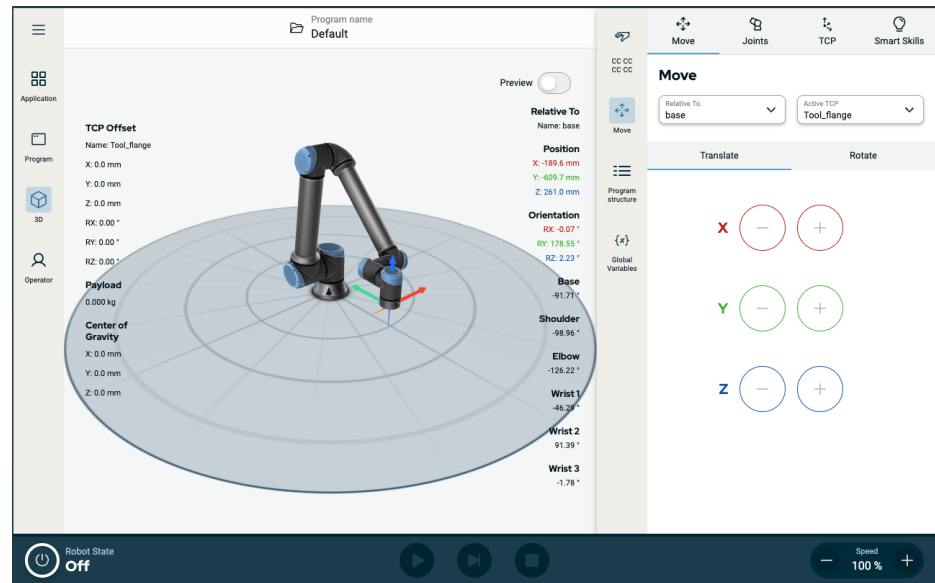 Program name
Default
Application
Program
3D
Operator
TCP Offset
Name: Tool_flange
X: 0.0 mm
Y: 0.0 mm
Z: 0.0 mm
RX: 0.00 °
RY: 0.00 °
RZ: 0.00 °
Payload
0.000 kg
Center of
Gravity
X: 0.0 mm
Y: 0.0 mm
Z: 0.0 mm
Preview
Relative To
Name: base
Position
X: -189.6 mm
Y: -609.7 mm
Z: 261.0 mm
Orientation
RX: -0.07 °
RY: 178.55 °
RZ: 2.23 °
Base
-91.71 °
Shoulder
-98.96 °
Elbow
-126.22 °
Wrist 1
-46.29 °
Wrist 2
91.39 °
Wrist 3
-1.78 °
CC CC
CC CC
Move
Program
structure
{x}
Global
Variables
Move
Joints
TCP
Smart Skills
Move
Relative To
base
Active TCP
Tool_flange
Translate
Rotate
X − +
Y − +
Z − +
Robot State
Off
Speed
− 100 % +